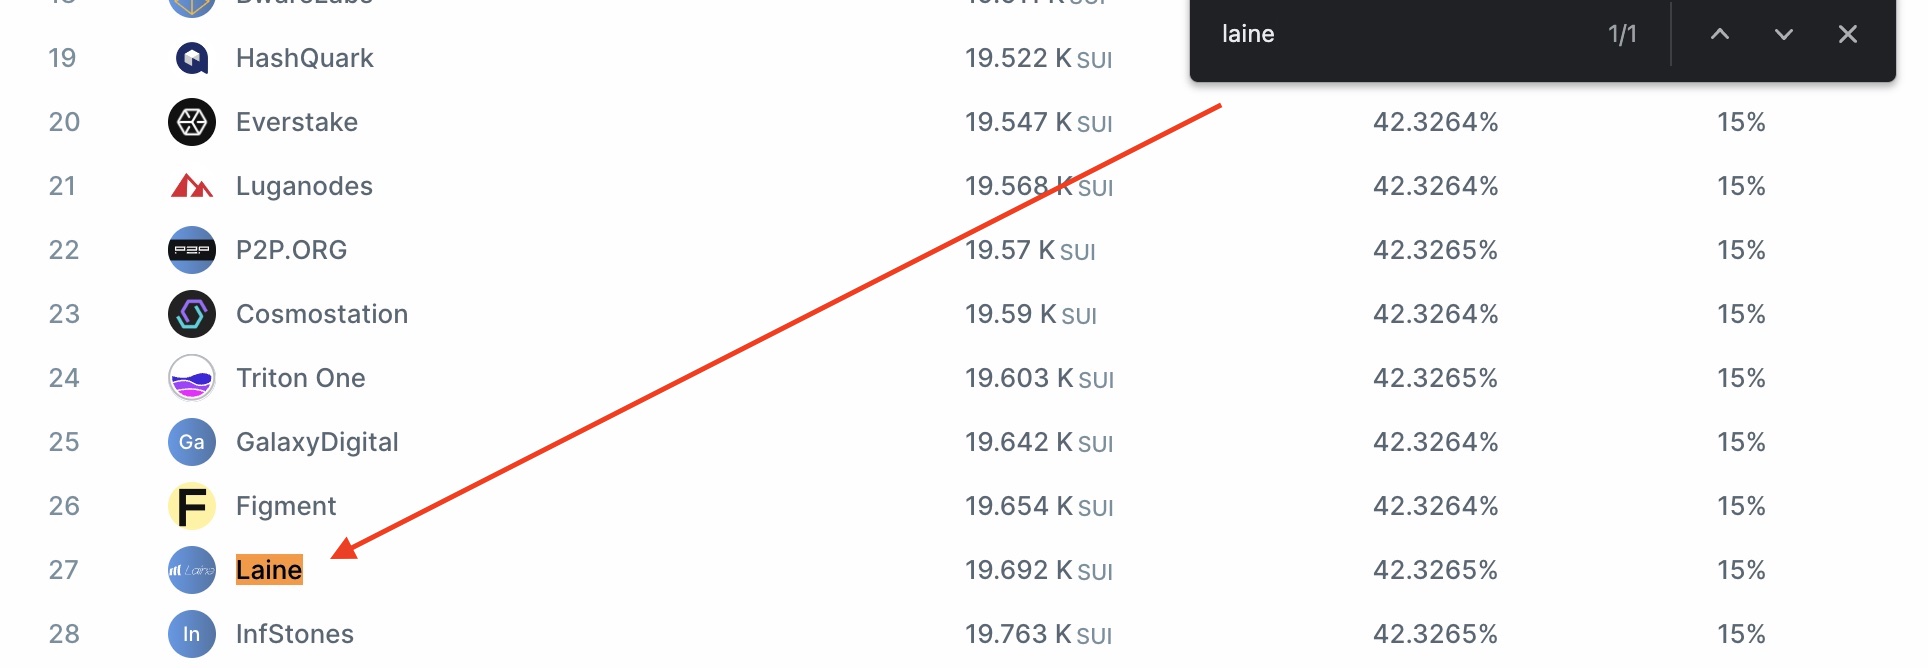 laine 1/1
19 HashQuark 19.522 K SUI
20 Everstake 19.547 K SUI 42.3264% 15%
21 Luganodes 19.568 K SUI 42.3264% 15%
22 P2P P2P.ORG 19.57 K SUI 42.3265% 15%
23 Cosmostation 19.59 K SUI 42.3264% 15%
24 Triton One 19.603 K SUI 42.3265% 15%
25 Ga GalaxyDigital 19.642 K SUI 42.3264% 15%
26 F Figment 19.654 K SUI 42.3264% 15%
27 Laine Laine 19.692 K SUI 42.3265% 15%
28 In InfStones 19.763 K SUI 42.3265% 15%